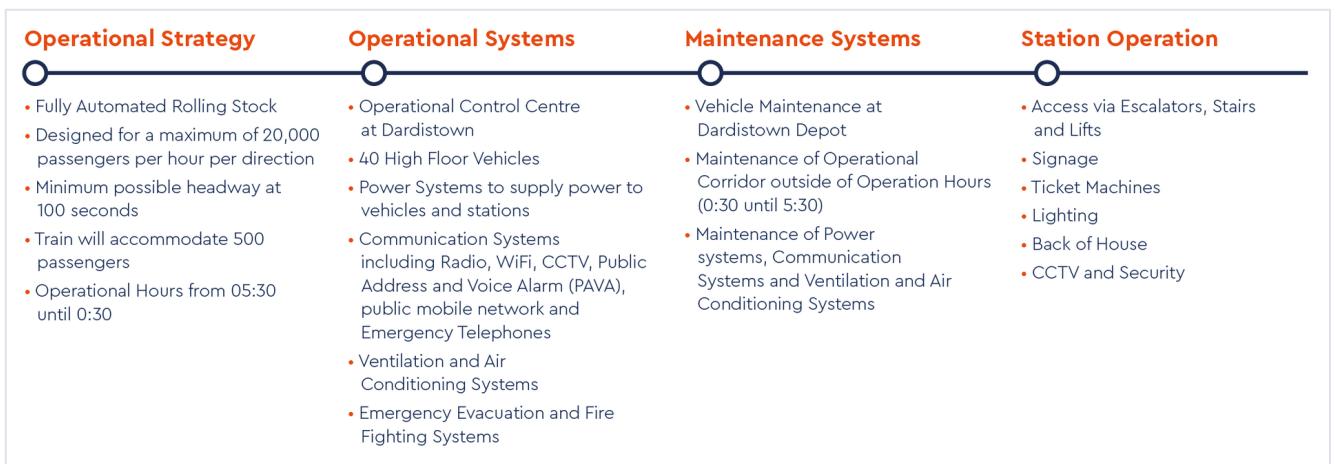 Operational Strategy
• Fully Automated Rolling Stock
• Designed for a maximum of 20,000
passengers per hour per direction
• Minimum possible headway at
100 seconds
• Train will accommodate 500
passengers
• Operational Hours from 05:30
until 0:30
Operational Systems
• Operational Control Centre
at Dardistown
• 40 High Floor Vehicles
• Power Systems to supply power to
vehicles and stations
• Communication Systems
including Radio, WiFi, CCTV, Public
Address and Voice Alarm (PAVA),
public mobile network and
Emergency Telephones
• Ventilation and Air
Conditioning Systems
• Emergency Evacuation and Fire
Fighting Systems
Maintenance Systems
• Vehicle Maintenance at
Dardistown Depot
• Maintenance of Operational
Corridor outside of Operation Hours
(0:30 until 5:30)
• Maintenance of Power
systems, Communication
Systems and Ventilation and Air
Conditioning Systems
Station Operation
• Access via Escalators, Stairs
and Lifts
• Signage
• Ticket Machines
• Lighting
• Back of House
• CCTV and Security